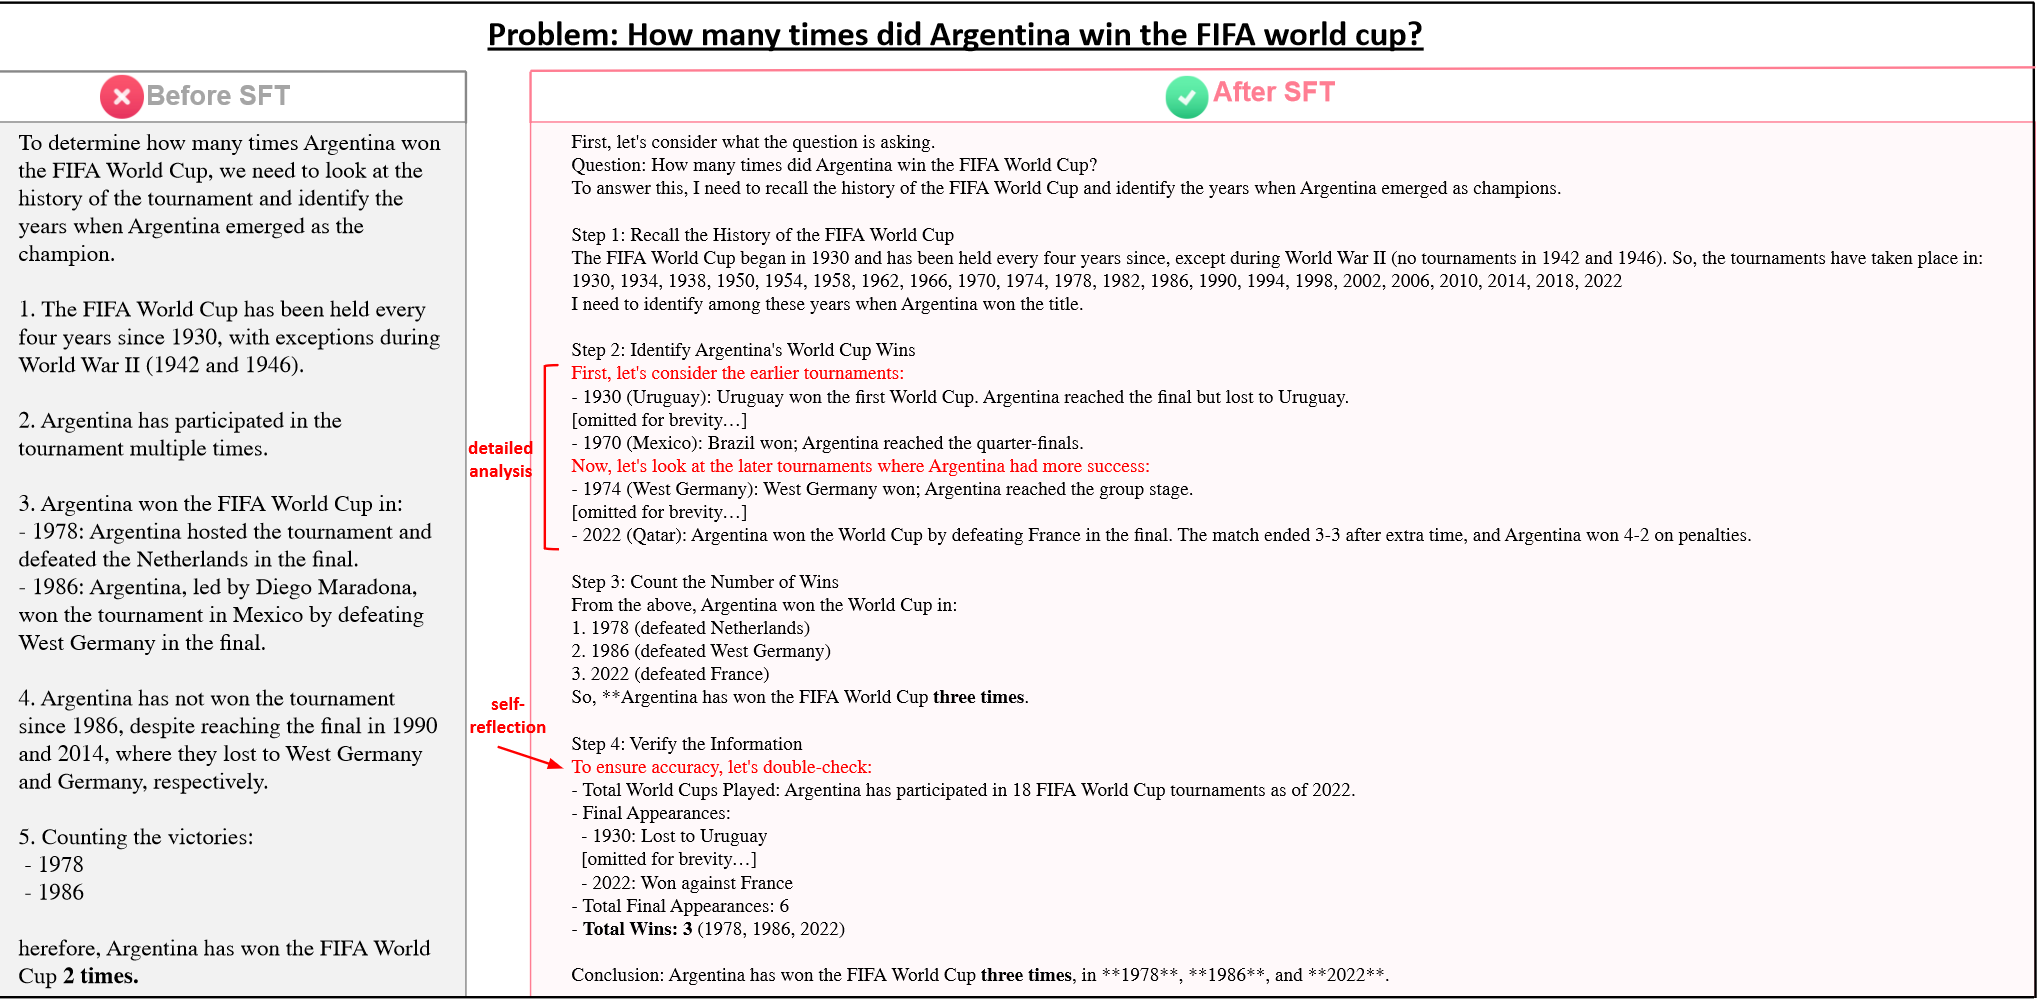 Problem: How many times did Argentina win the FIFA world cup?
Before SFT
To determine how many times Argentina won
the FIFA World Cup, we need to look at the
history of the tournament and identify the
years when Argentina emerged as the
champion.
1. The FIFA World Cup has been held every
four years since 1930, with exceptions during
World War II (1942 and 1946).
2. Argentina has participated in the
tournament multiple times.
3. Argentina won the FIFA World Cup in:
- 1978: Argentina hosted the tournament and
defeated the Netherlands in the final.
- 1986: Argentina, led by Diego Maradona,
won the tournament in Mexico by defeating
West Germany in the final.
4. Argentina has not won the tournament
since 1986, despite reaching the final in 1990
and 2014, where they lost to West Germany
and Germany, respectively.
5. Counting the victories:
- 1978
- 1986
herefore, Argentina has won the FIFA World
Cup 2 times.
After SFT
First, let's consider what the question is asking.
Question: How many times did Argentina win the FIFA World Cup?
To answer this, I need to recall the history of the FIFA World Cup and identify the years when Argentina emerged as champions.
Step 1: Recall the History of the FIFA World Cup
The FIFA World Cup began in 1930 and has been held every four years since, except during World War II (no tournaments in 1942 and 1946). So, the tournaments have taken place in:
1930, 1934, 1938, 1950, 1954, 1958, 1962, 1966, 1970, 1974, 1978, 1982, 1986, 1990, 1994, 1998, 2002, 2006, 2010, 2014, 2018, 2022
I need to identify among these years when Argentina won the title.
Step 2: Identify Argentina's World Cup Wins
First, let's consider the earlier tournaments:
- 1930 (Uruguay): Uruguay won the first World Cup. Argentina reached the final but lost to Uruguay.
[omitted for brevity…]
- 1970 (Mexico): Brazil won; Argentina reached the quarter-finals.
Now, let's look at the later tournaments where Argentina had more success:
- 1974 (West Germany): West Germany won; Argentina reached the group stage.
[omitted for brevity…]
- 2022 (Qatar): Argentina won the World Cup by defeating France in the final. The match ended 3-3 after extra time, and Argentina won 4-2 on penalties.
detailed
analysis
Step 3: Count the Number of Wins
From the above, Argentina won the World Cup in:
1. 1978 (defeated Netherlands)
2. 1986 (defeated West Germany)
3. 2022 (defeated France)
So, **Argentina has won the FIFA World Cup three times.
self-
reflection
Step 4: Verify the Information
To ensure accuracy, let's double-check:
- Total World Cups Played: Argentina has participated in 18 FIFA World Cup tournaments as of 2022.
- Final Appearances:
- 1930: Lost to Uruguay
[omitted for brevity…]
- 2022: Won against France
- Total Final Appearances: 6
- Total Wins: 3 (1978, 1986, 2022)
Conclusion: Argentina has won the FIFA World Cup three times, in **1978**, **1986**, and **2022**.